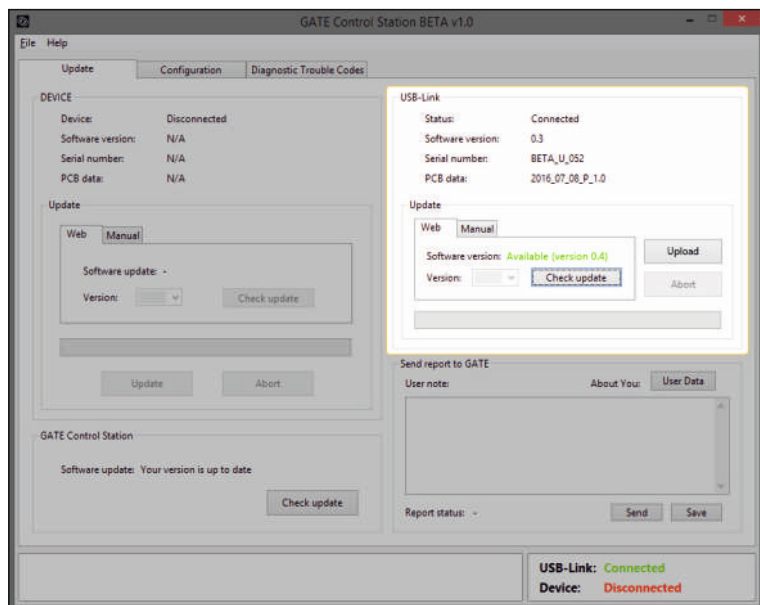 GATE Control Station BETA v1.0
File Help
Update Configuration Diagnostic Trouble Codes
DEVICE
Device: Disconnected
Software version: N/A
Serial number: N/A
PCB data: N/A
Update
Web Manual
Software update: -
Version:
Check update
Update Abort
GATE Control Station
Software update: Your version is up to date
Check update
USB-Link
Status: Connected
Software version: 0.3
Serial number: BETA_U_052
PCB data: 2016_07_08_P_1.0
Update
Web Manual
Software version: Available (version 0.4)
Version: Check update
Upload
Abort
Send report to GATE
User note: About You: User Data
Report status: - Send Save
USB-Link: Connected
Device: Disconnected